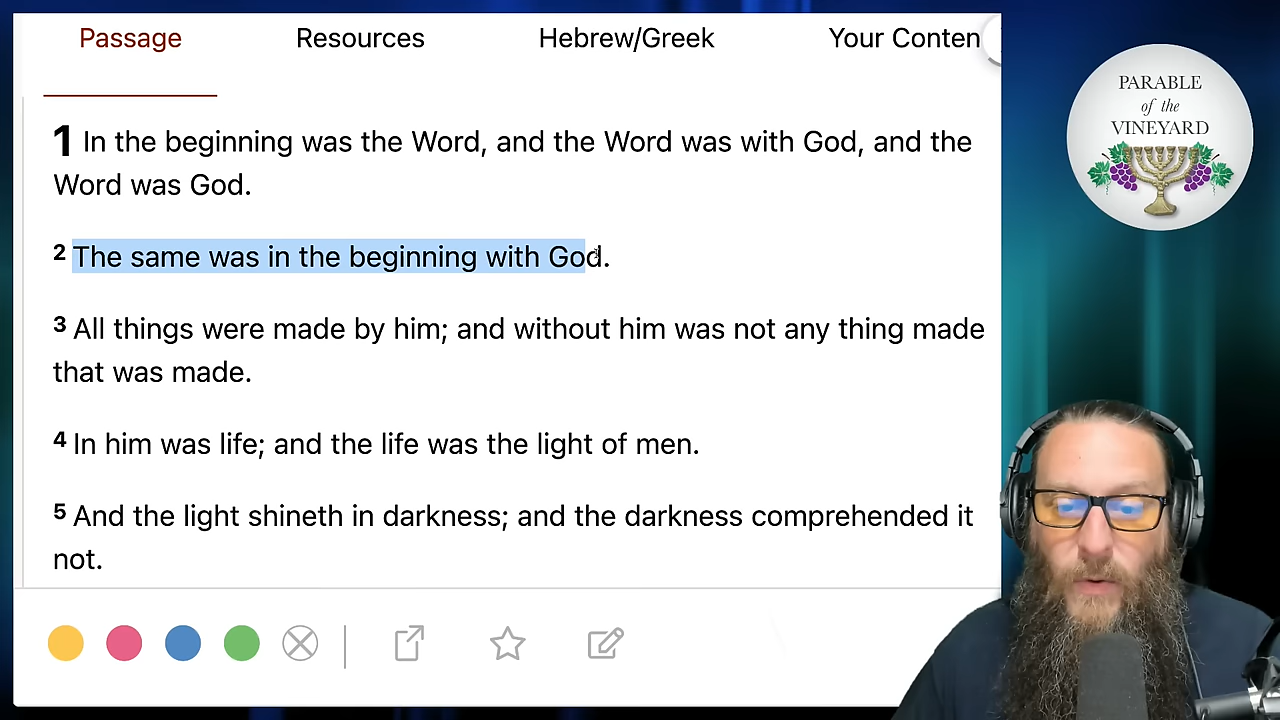 Passage Resources Hebrew/Greek Your Conten
1 In the beginning was the Word, and the Word was with God, and the
Word was God.
2 The same was in the beginning with God.
3 All things were made by him; and without him was not any thing made
that was made.
4 In him was life; and the life was the light of men.
5 And the light shineth in darkness; and the darkness comprehended it
not.
PARABLE
of the
VINEYARD